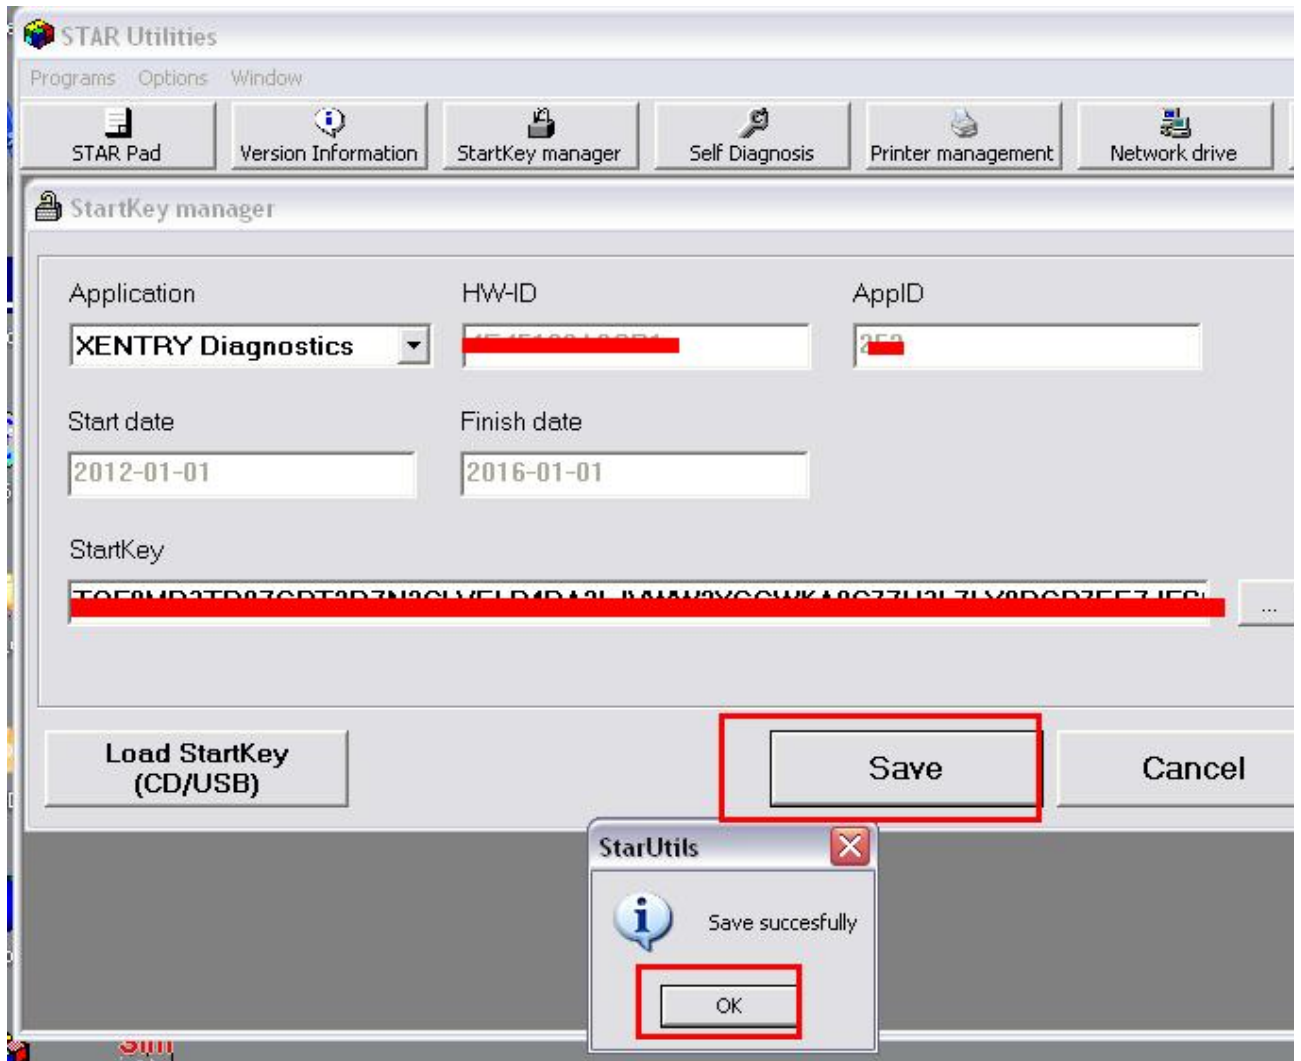 STAR Utilities
Programs Options Window
STAR Pad Version Information StartKey manager Self Diagnosis Printer management Network drive
StartKey manager
Application HW-ID AppID
XENTRY Diagnostics
Start date Finish date
2012-01-01 2016-01-01
StartKey
...
Load StartKey
(CD/USB)
Save Cancel
StarUtils
Save succesfully
OK